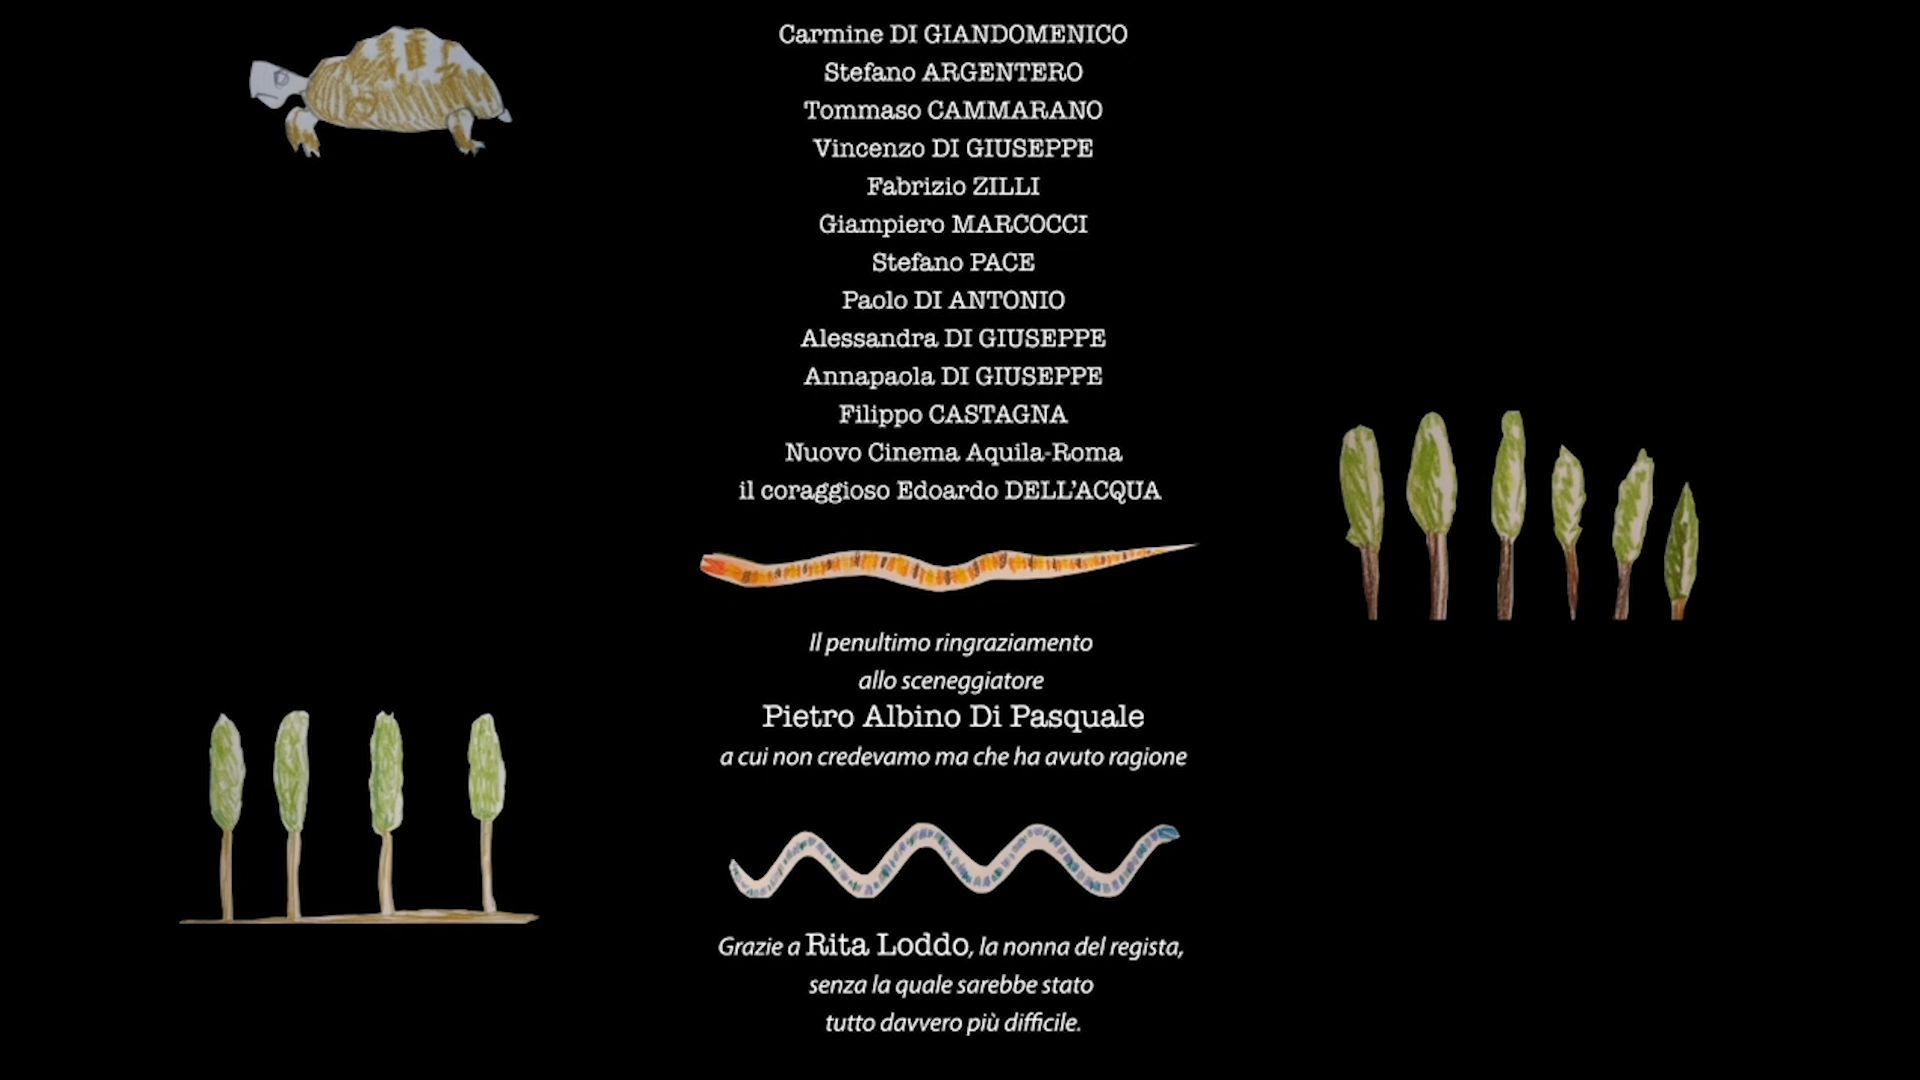 Carmine DI GIANDOMENICO
Stefano ARGENTERO
Tommaso CAMMARANO
Vincenzo DI GIUSEPPE
Fabrizio ZILLI
Giampiero MARCOCCI
Stefano PACE
Paolo DI ANTONIO
Alessandra DI GIUSEPPE
Annapaola DI GIUSEPPE
Filippo CASTAGNA
Nuovo Cinema Aquila-Roma
il coraggioso Edoardo DELL’ACQUA
Il penultimo ringraziamento
allo sceneggiatore
Pietro Albino Di Pasquale
a cui non credevamo ma che ha avuto ragione
Grazie a Rita Loddo, la nonna del regista,
senza la quale sarebbe stato
tutto davvero più difficile.